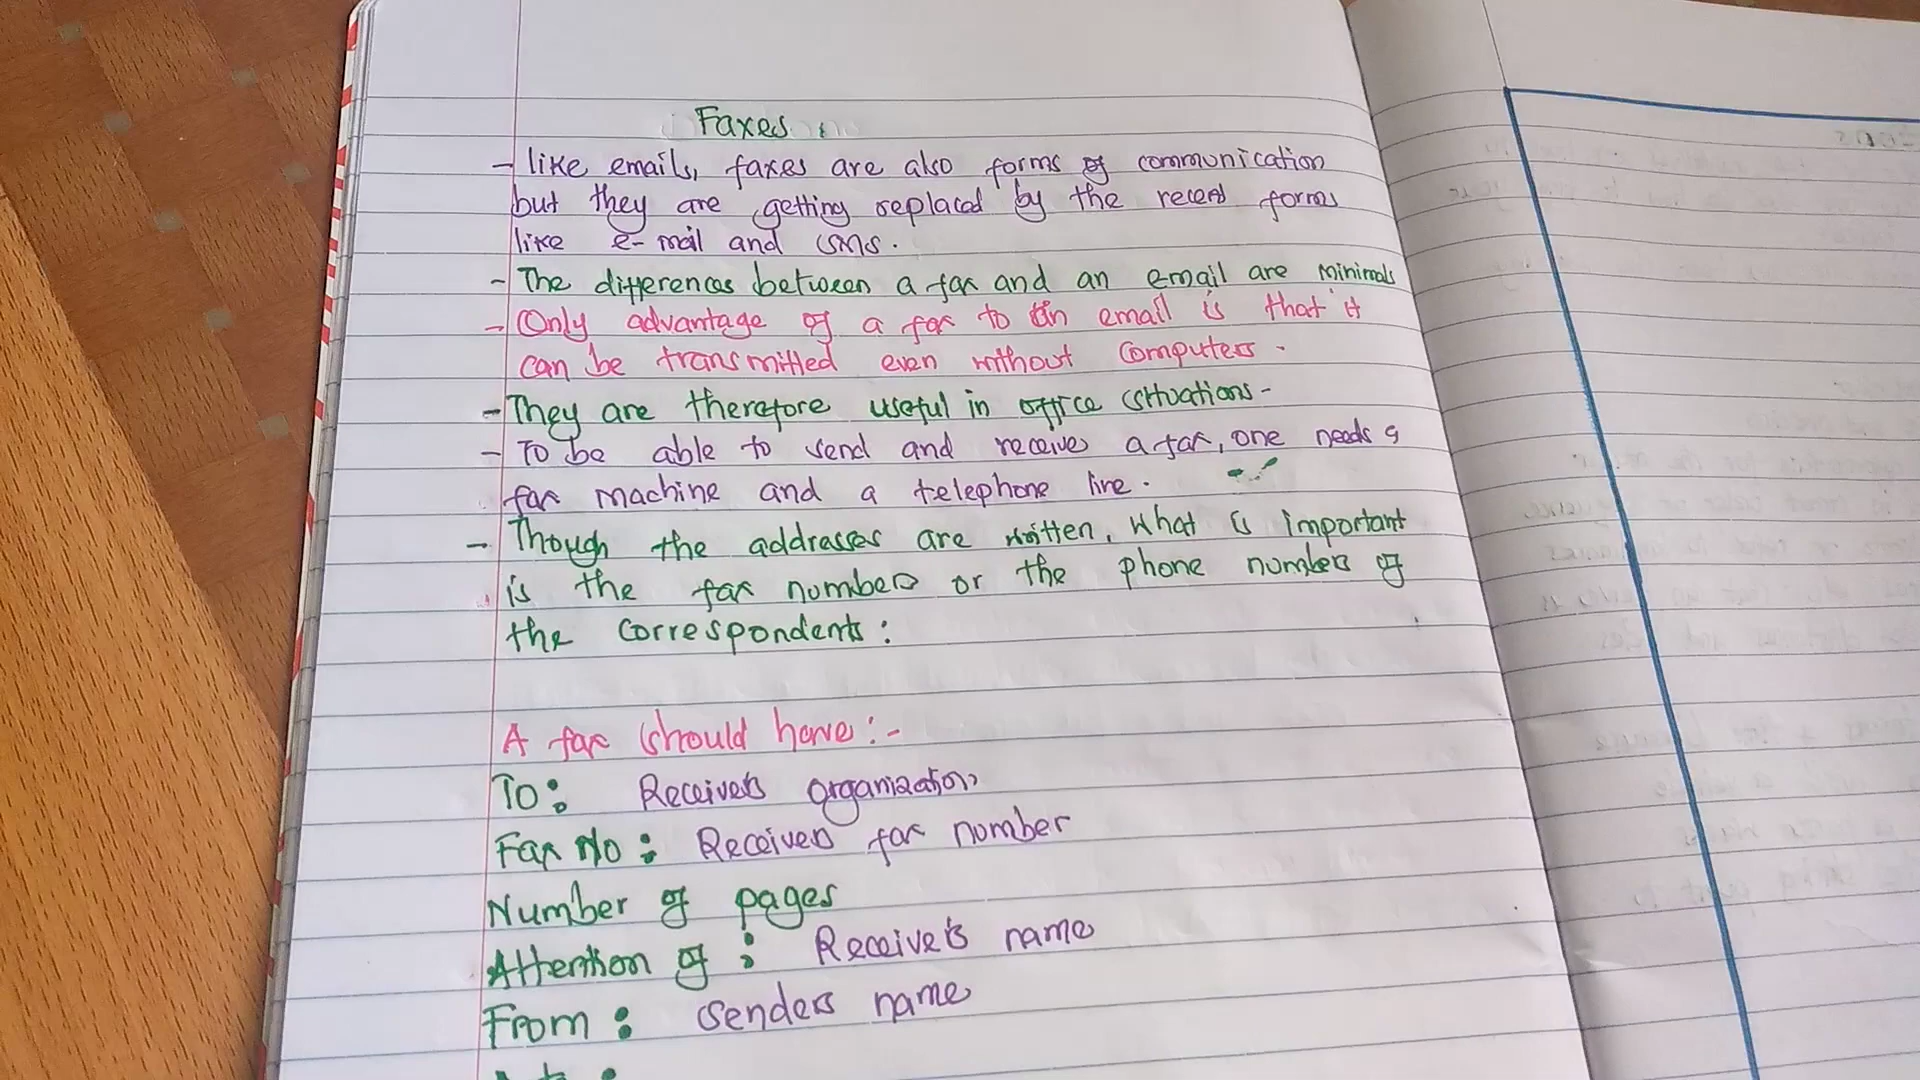 Faxes :
- like emails, faxes are also forms of communication
but they are getting replaced by the recent forms
like e-mail and SMS.
- The differences between a fax and an email are minimal
- Only advantage of a fax to an email is that it
can be transmitted even without computers.
- They are therefore useful in office situations-
- To be able to send and receive a fax, one needs a
fax machine and a telephone line.
- Though the addresses are written, what is important
is the fax numbers or the phone numbers of
the correspondents:
A fax should have:-
To: Receivers organization
Fax No: Receivers fax number
Number of pages
Attention of: Receivers name
From: Senders name